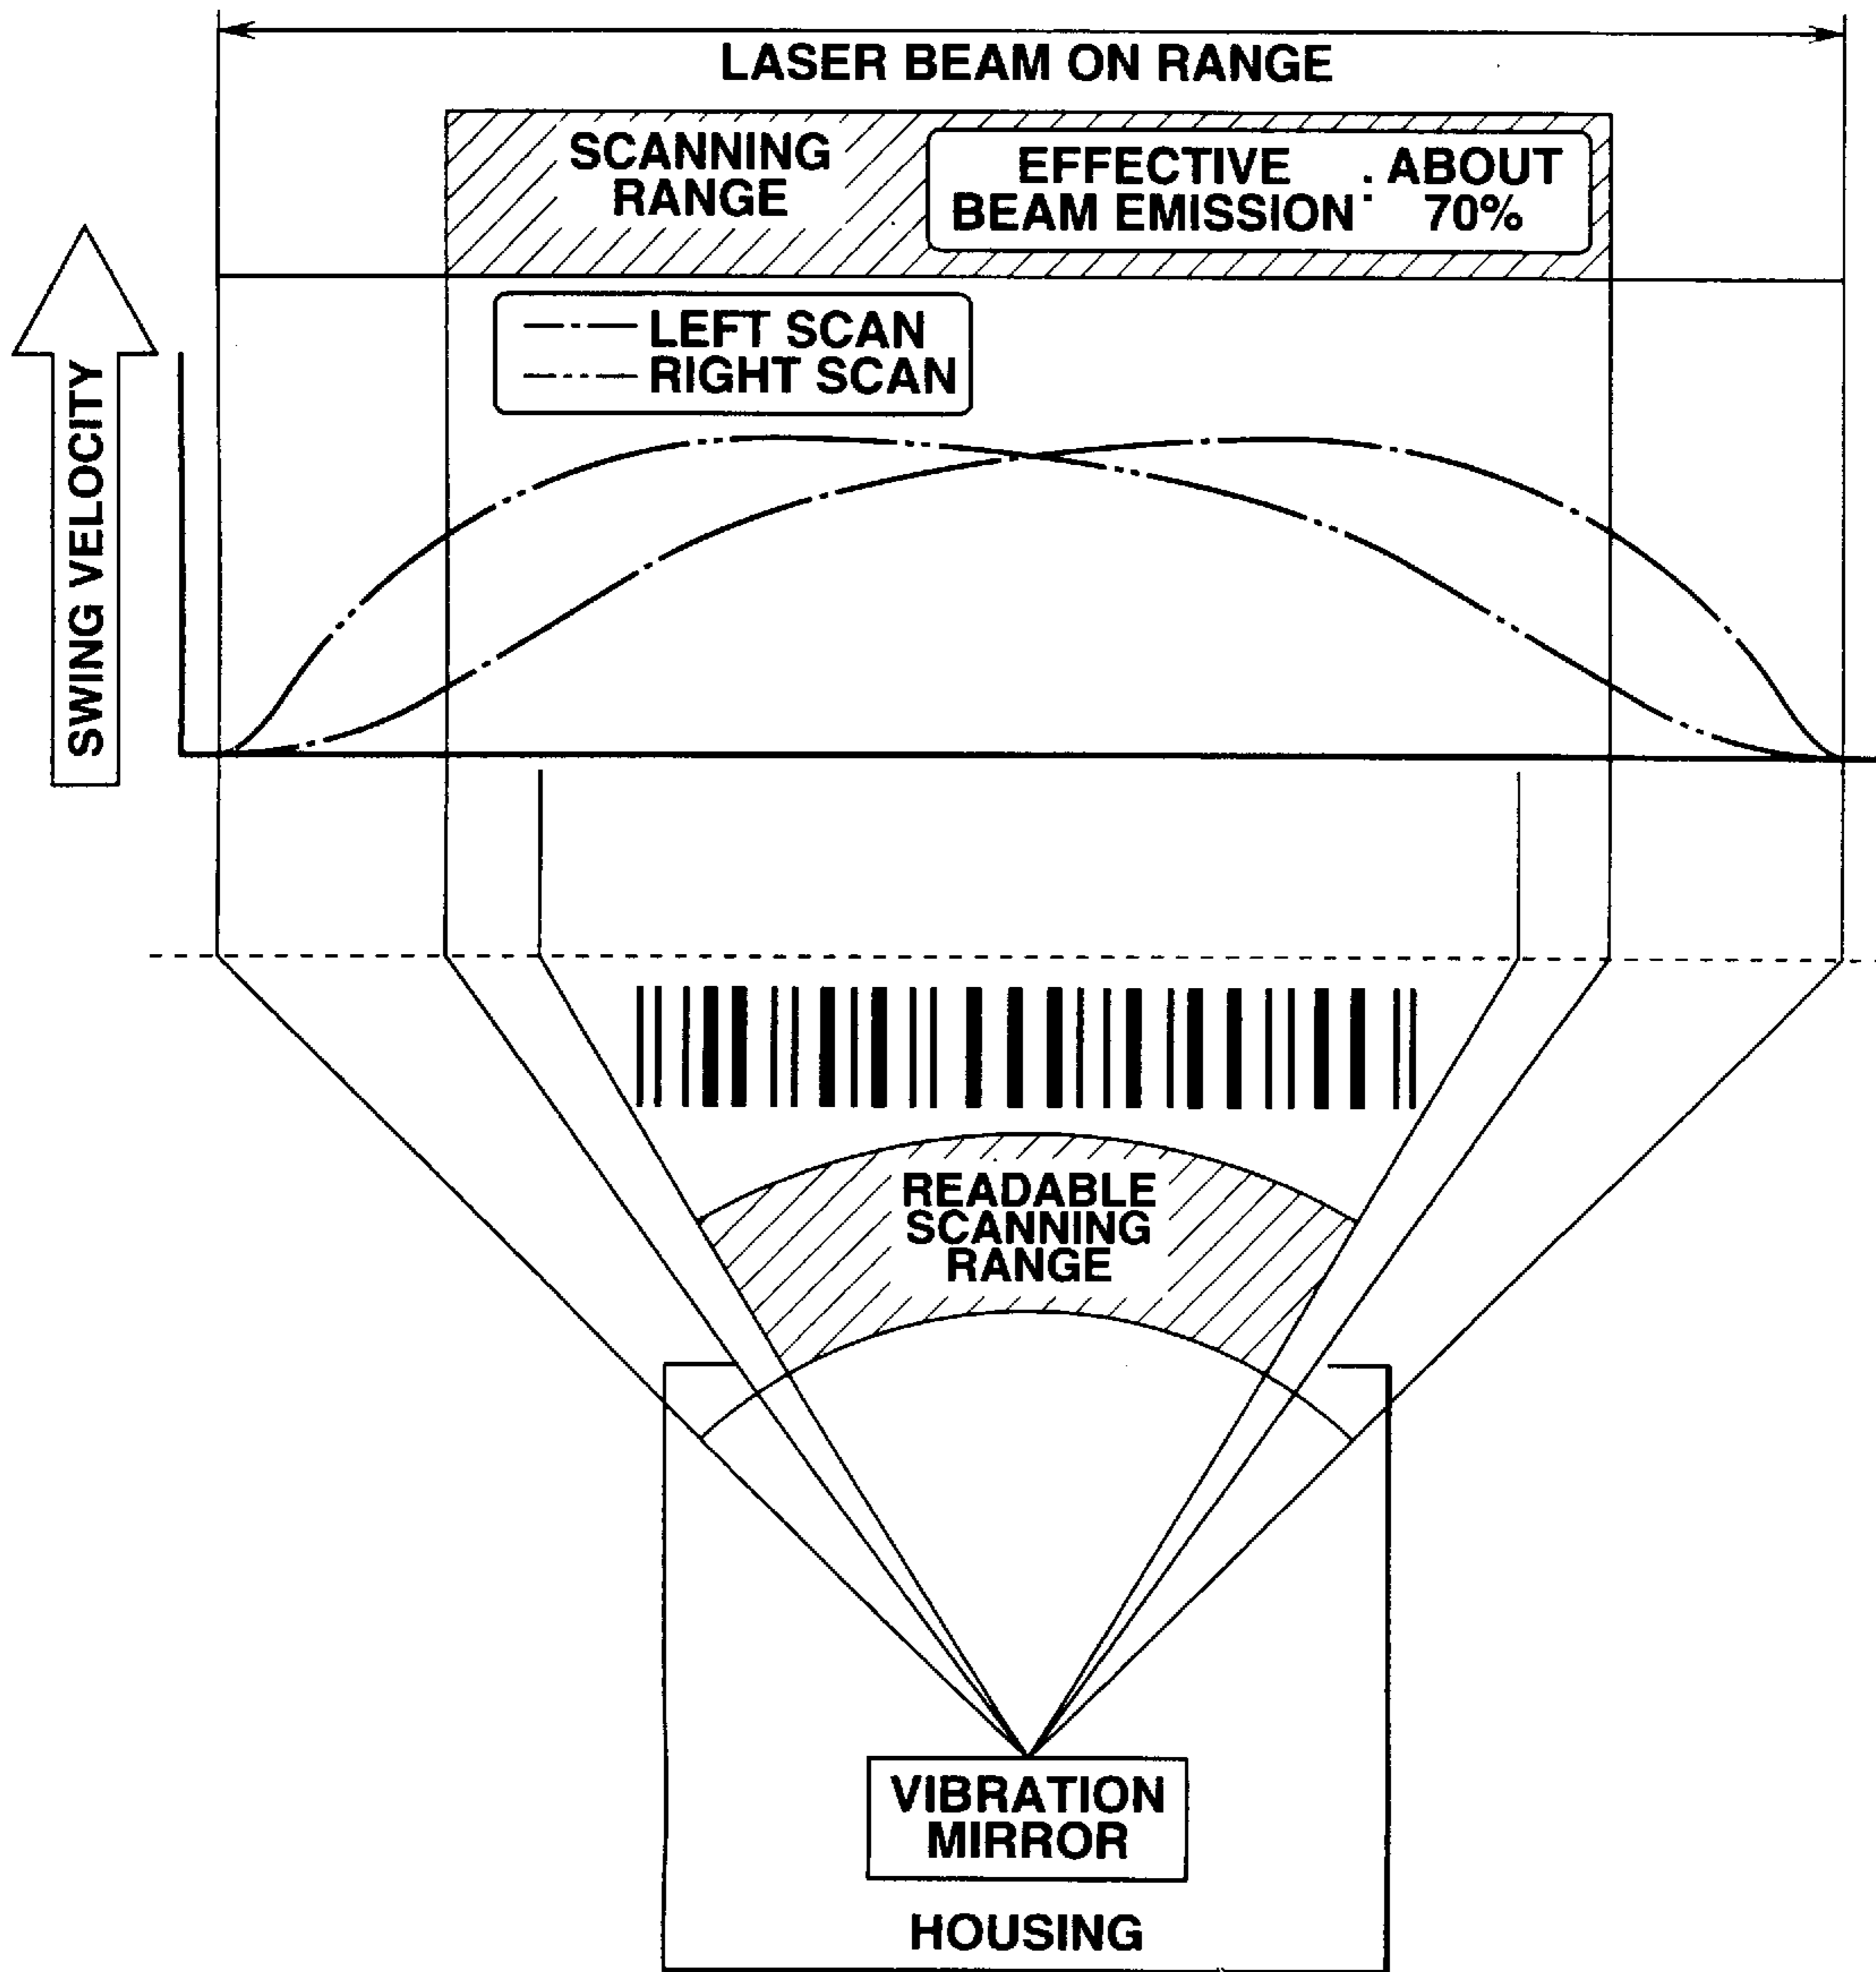 LASER BEAM ON RANGE
SCANNING
RANGE
EFFECTIVE : ABOUT
BEAM EMISSION 70%
LEFT SCAN
RIGHT SCAN
SWING VELOCITY
READABLE
SCANNING
RANGE
VIBRATION
MIRROR
HOUSING